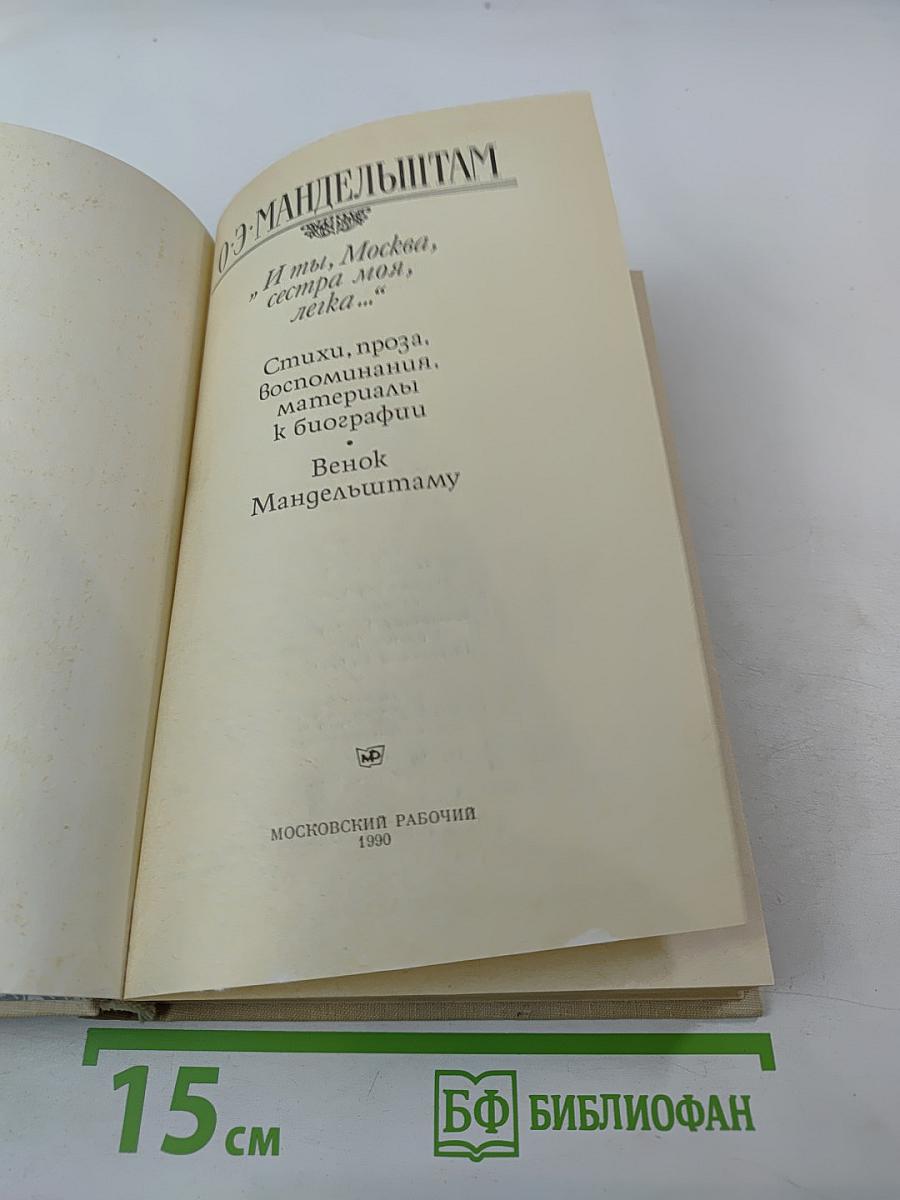 О·Э·МАНДЕЛЬШТАМ
„И ты, Москва,
сестра моя,
легка...“
Стихи, проза,
воспоминания,
материалы
к биографии
•
Венок
Мандельштаму
МР
МОСКОВСКИЙ РАБОЧИЙ
1990
15 см
БФ БИБЛИОФАН